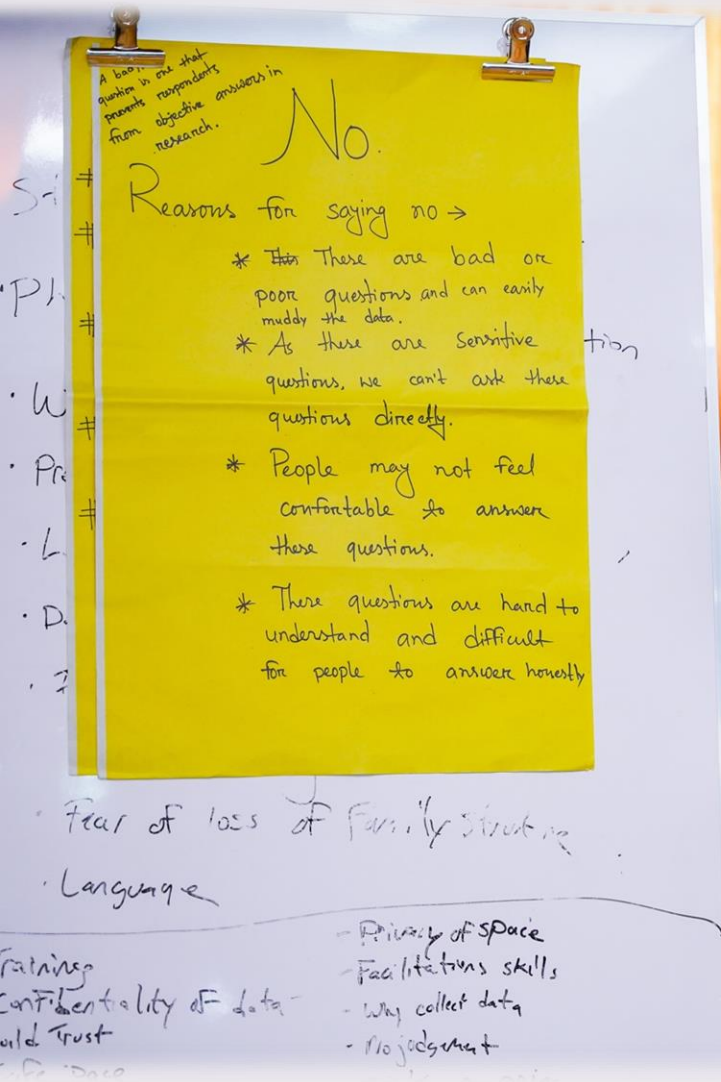 A bad
question is one that
prevents respondents
from objective answers in
research.
No.
Reasons for saying no →
* This These are bad or
poor questions and can easily
muddy the data.
* As these are sensitive
questions, we can't ask these
questions directly.
* People may not feel
confortable to answer
these questions.
* These questions are hard to
understand and difficult
for people to answer honestly
#
#
#
#
#
tion
· W
· Pre
· L
· D
· Fear of loss of Family
· Language
Training
Confidentiality of data
uild Trust
- Privacy of space
- Facilitations skills
- Why collect data
- No judgement